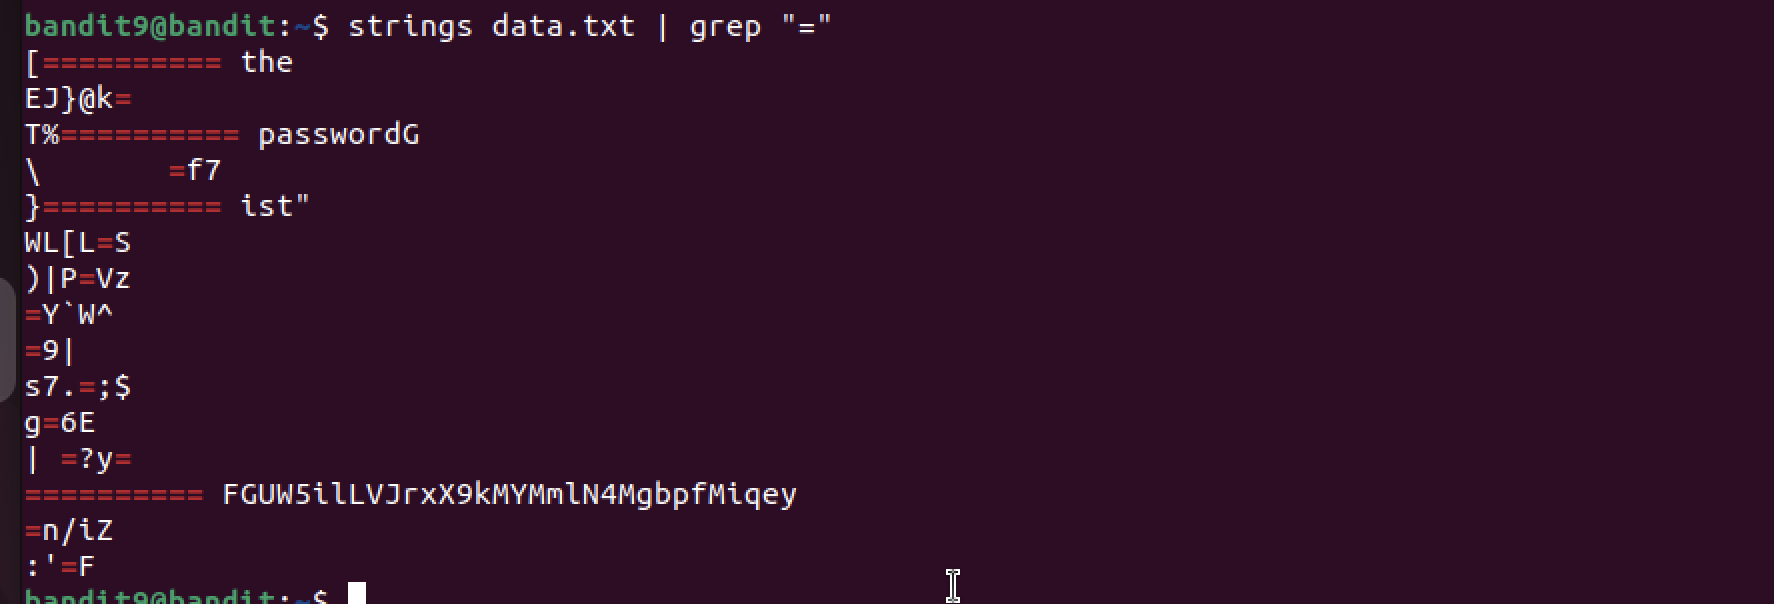 bandit9@bandit:~$ strings data.txt | grep "="
[========== the
EJ}@k=
T%========== passwordG
\       =f7
}========== ist"
WL[L=S
)|P=Vz
=Y`W^
=9|
s7.=;$
g=6E
| =?y=
========== FGUW5ilLVJrxX9kMYMmlN4MgbpfMiqey
=n/iZ
:'=F
bandit9@bandit:~$